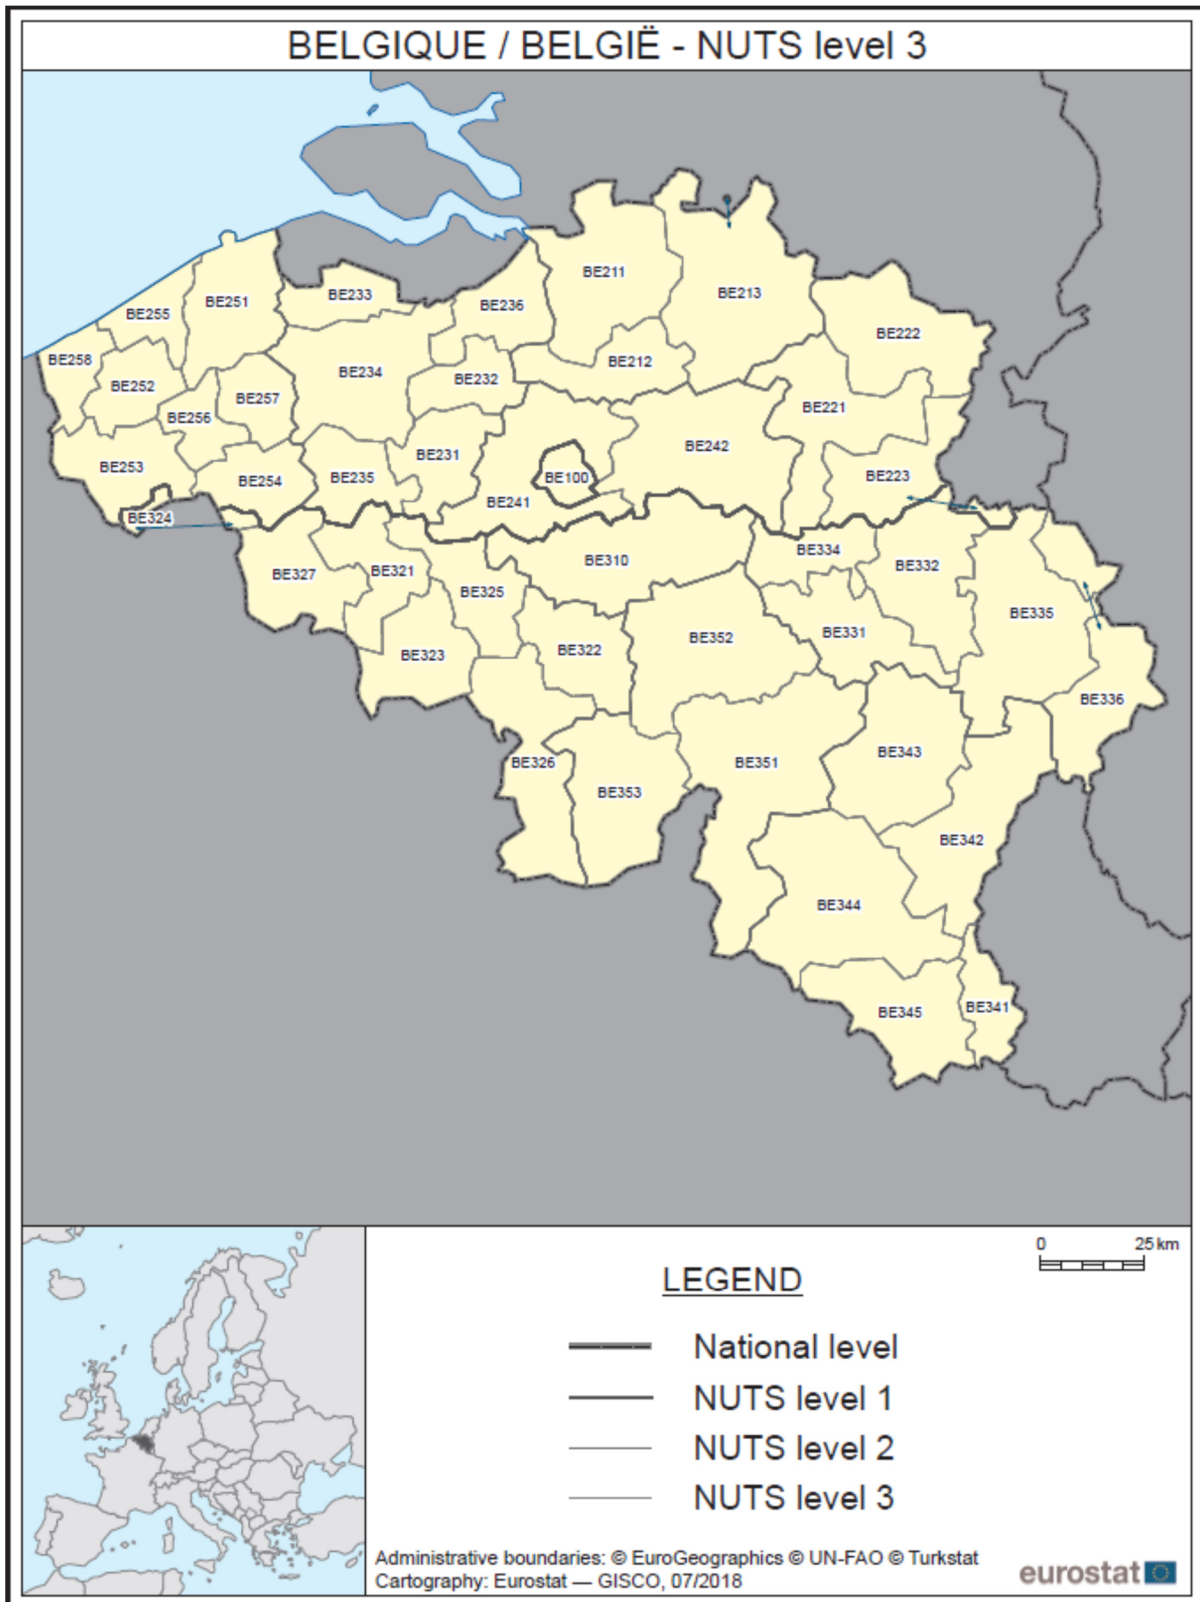 BELGIQUE / BELGIË - NUTS level 3
BE211
BE213
BE233
BE236
BE251
BE255
BE222
BE258
BE212
BE234
BE232
BE252
BE257
BE221
BE256
BE242
BE231
BE253
BE235
BE254
BE223
BE100
BE241
BE324
BE334
BE310
BE332
BE321
BE327
BE325
BE335
BE331
BE352
BE322
BE323
BE336
BE343
BE326
BE351
BE353
BE342
BE344
BE341
BE345
0 25 km
LEGEND
National level
NUTS level 1
NUTS level 2
NUTS level 3
Administrative boundaries: © EuroGeographics © UN-FAO © Turkstat
Cartography: Eurostat — GISCO, 07/2018
eurostat